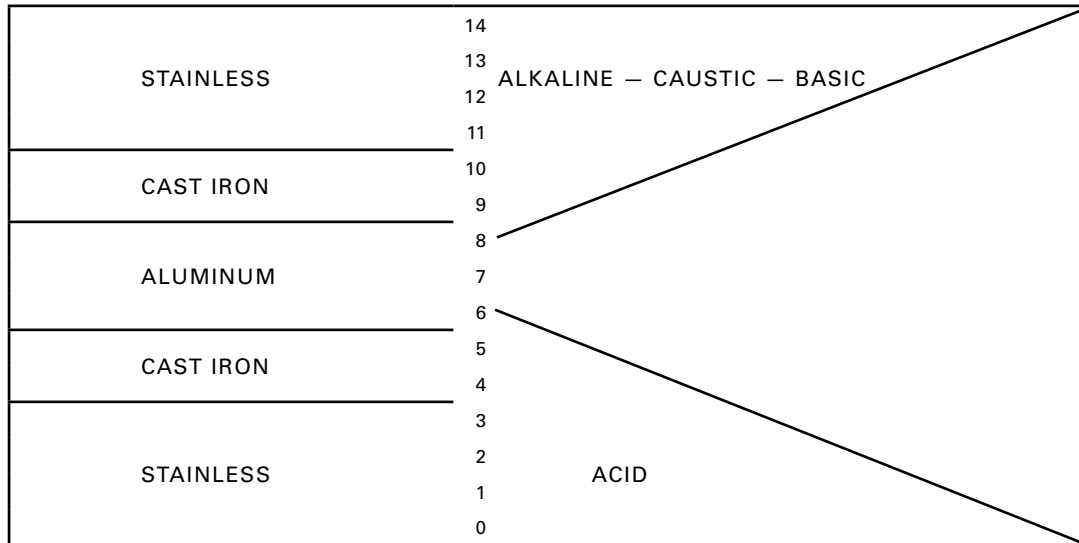 14
13
STAINLESS ALKALINE — CAUSTIC — BASIC
12
11
10
CAST IRON
9
8
ALUMINUM 7
6
5
CAST IRON
4
3
2
STAINLESS ACID
1
0